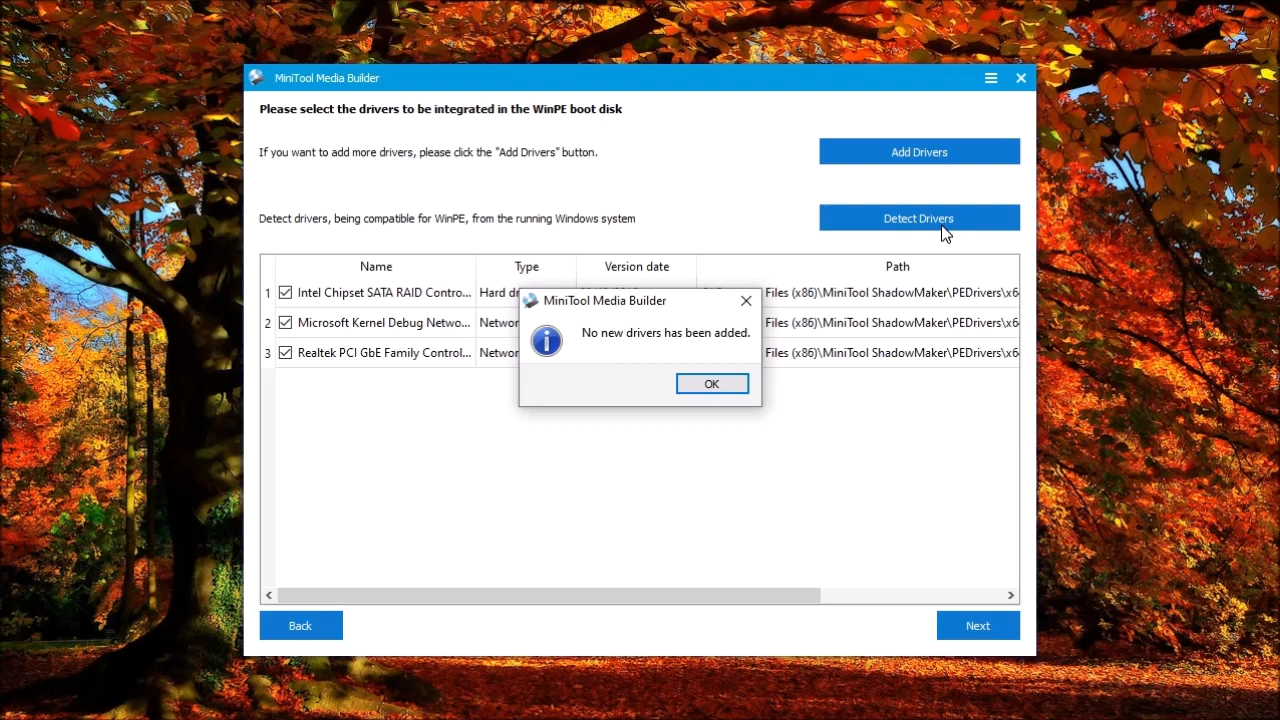 MiniTool Media Builder
Please select the drivers to be integrated in the WinPE boot disk
If you want to add more drivers, please click the "Add Drivers" button.
Add Drivers
Detect drivers, being compatible for WinPE, from the running Windows system
Detect Drivers
Name Type Version date Path
1 Intel Chipset SATA RAID Contro... Hard Files (x86)\MiniTool ShadowMaker\PEDrivers\x6
2 Microsoft Kernel Debug Netwo... Networ Files (x86)\MiniTool ShadowMaker\PEDrivers\x6
3 Realtek PCI GbE Family Control... Networ Files (x86)\MiniTool ShadowMaker\PEDrivers\x6
MiniTool Media Builder
No new drivers has been added.
OK
Back
Next